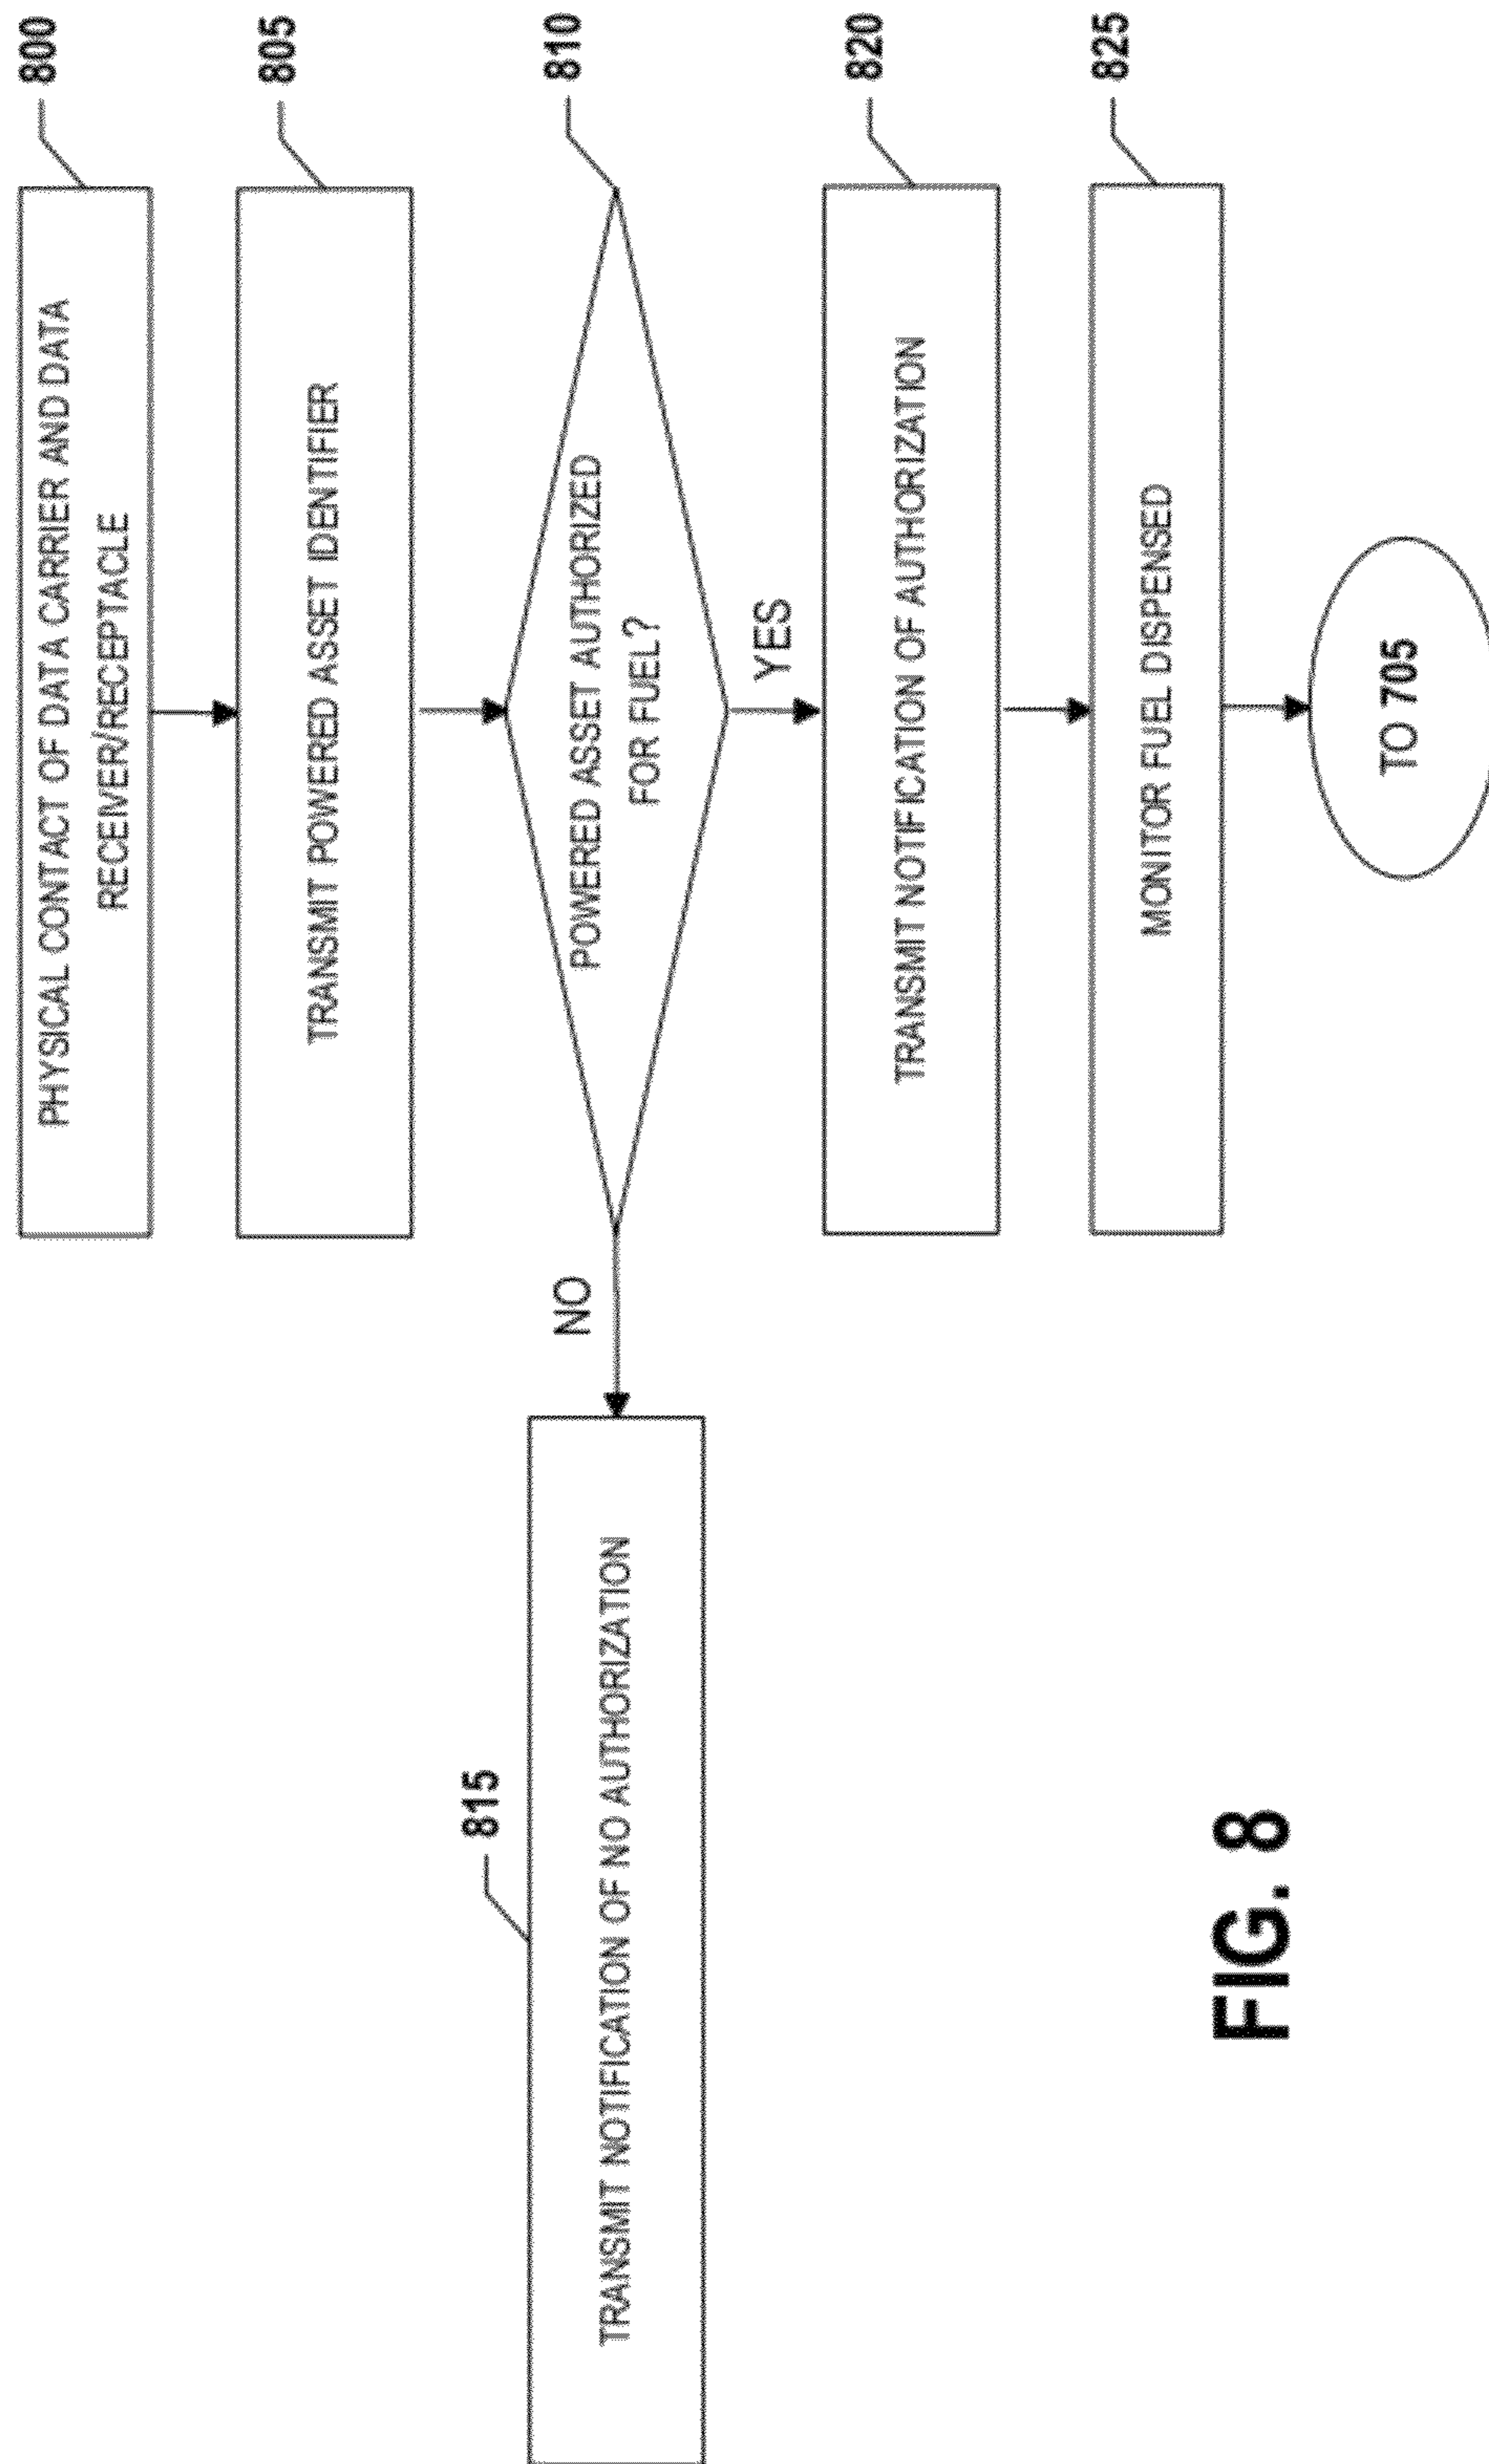 800
PHYSICAL CONTACT OF DATA CARRIER AND DATA
RECEIVER/RECEPTACLE
805
TRANSMIT POWERED ASSET IDENTIFIER
810
POWERED ASSET AUTHORIZED
FOR FUEL?
NO
815
TRANSMIT NOTIFICATION OF NO AUTHORIZATION
YES
820
TRANSMIT NOTIFICATION OF AUTHORIZATION
825
MONITOR FUEL DISPENSED
TO 705
FIG. 8